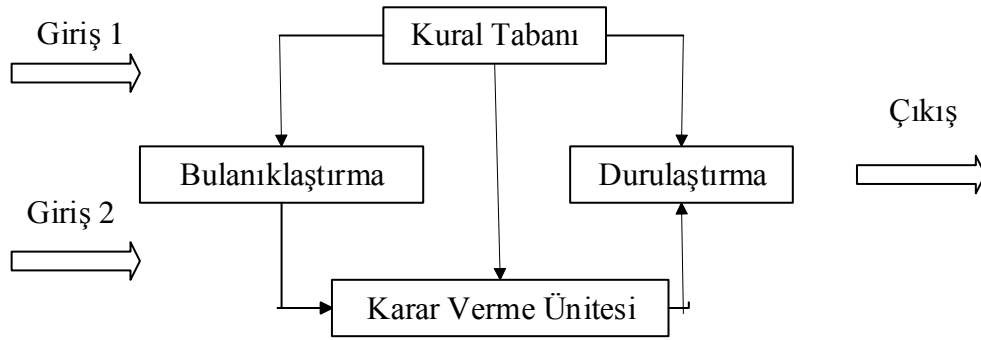 Giriş 1
Kural Tabanı
Çıkış
Bulanıklaştırma
Durulaştırma
Giriş 2
Karar Verme Ünitesi